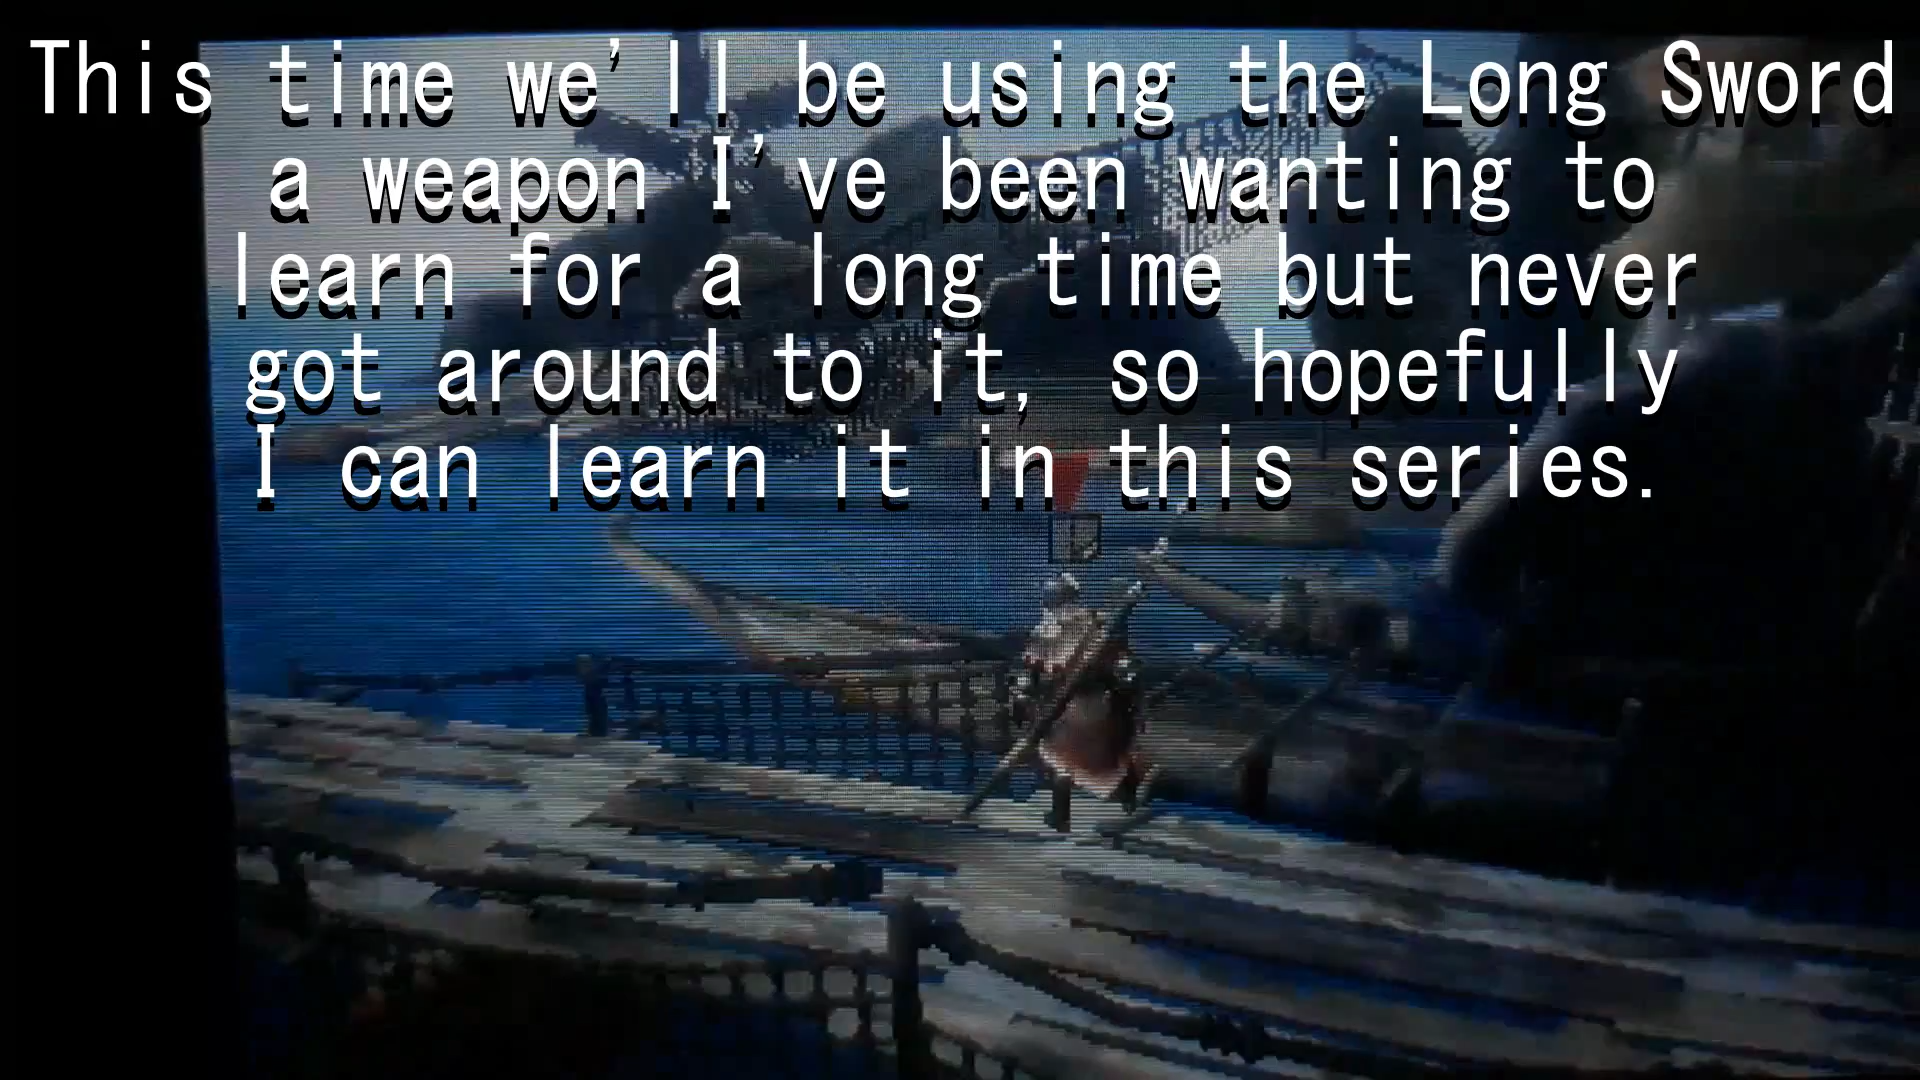 This time we'll be using the Long Sword
a weapon I've been wanting to
learn for a long time but never
got around to it, so hopefully
I can learn it in this series.